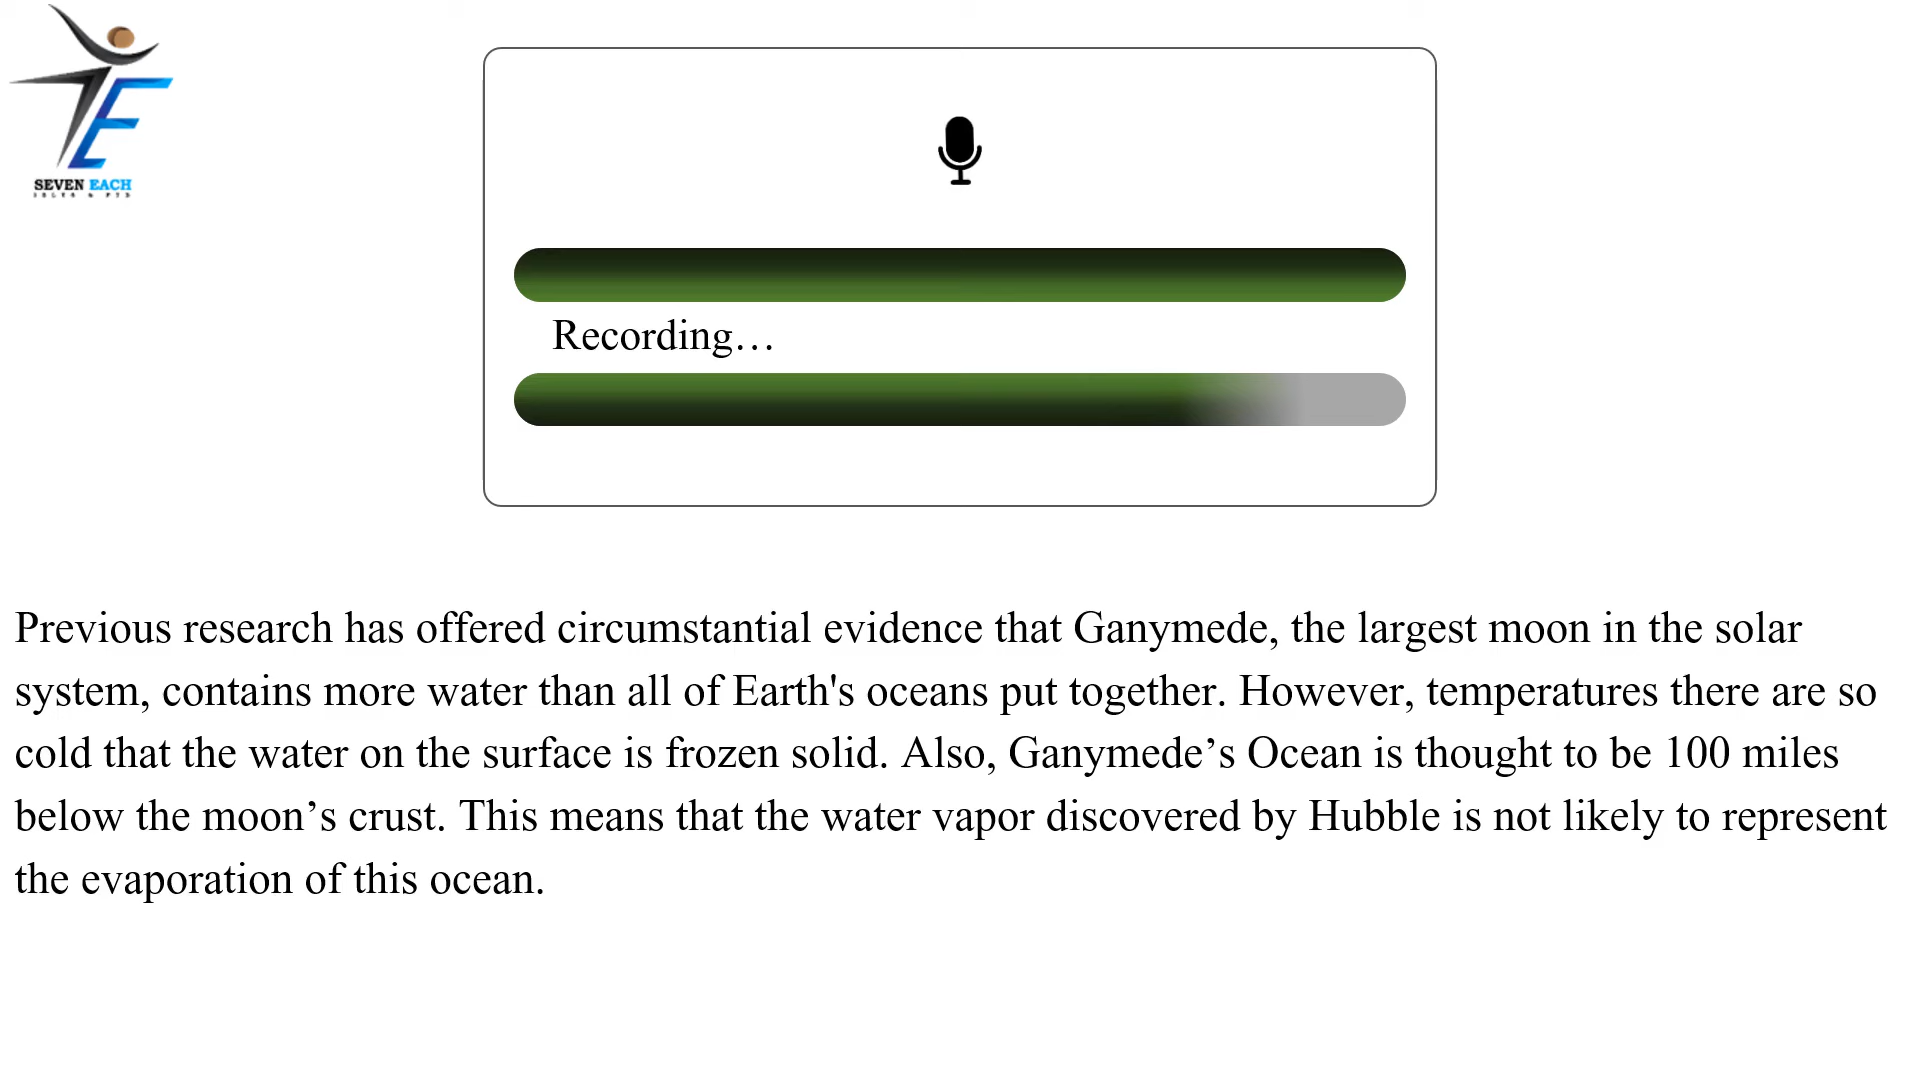 SEVEN EACH
IELTS & PTE
Recording…
Previous research has offered circumstantial evidence that Ganymede, the largest moon in the solar
system, contains more water than all of Earth's oceans put together. However, temperatures there are so
cold that the water on the surface is frozen solid. Also, Ganymede’s Ocean is thought to be 100 miles
below the moon’s crust. This means that the water vapor discovered by Hubble is not likely to represent
the evaporation of this ocean.